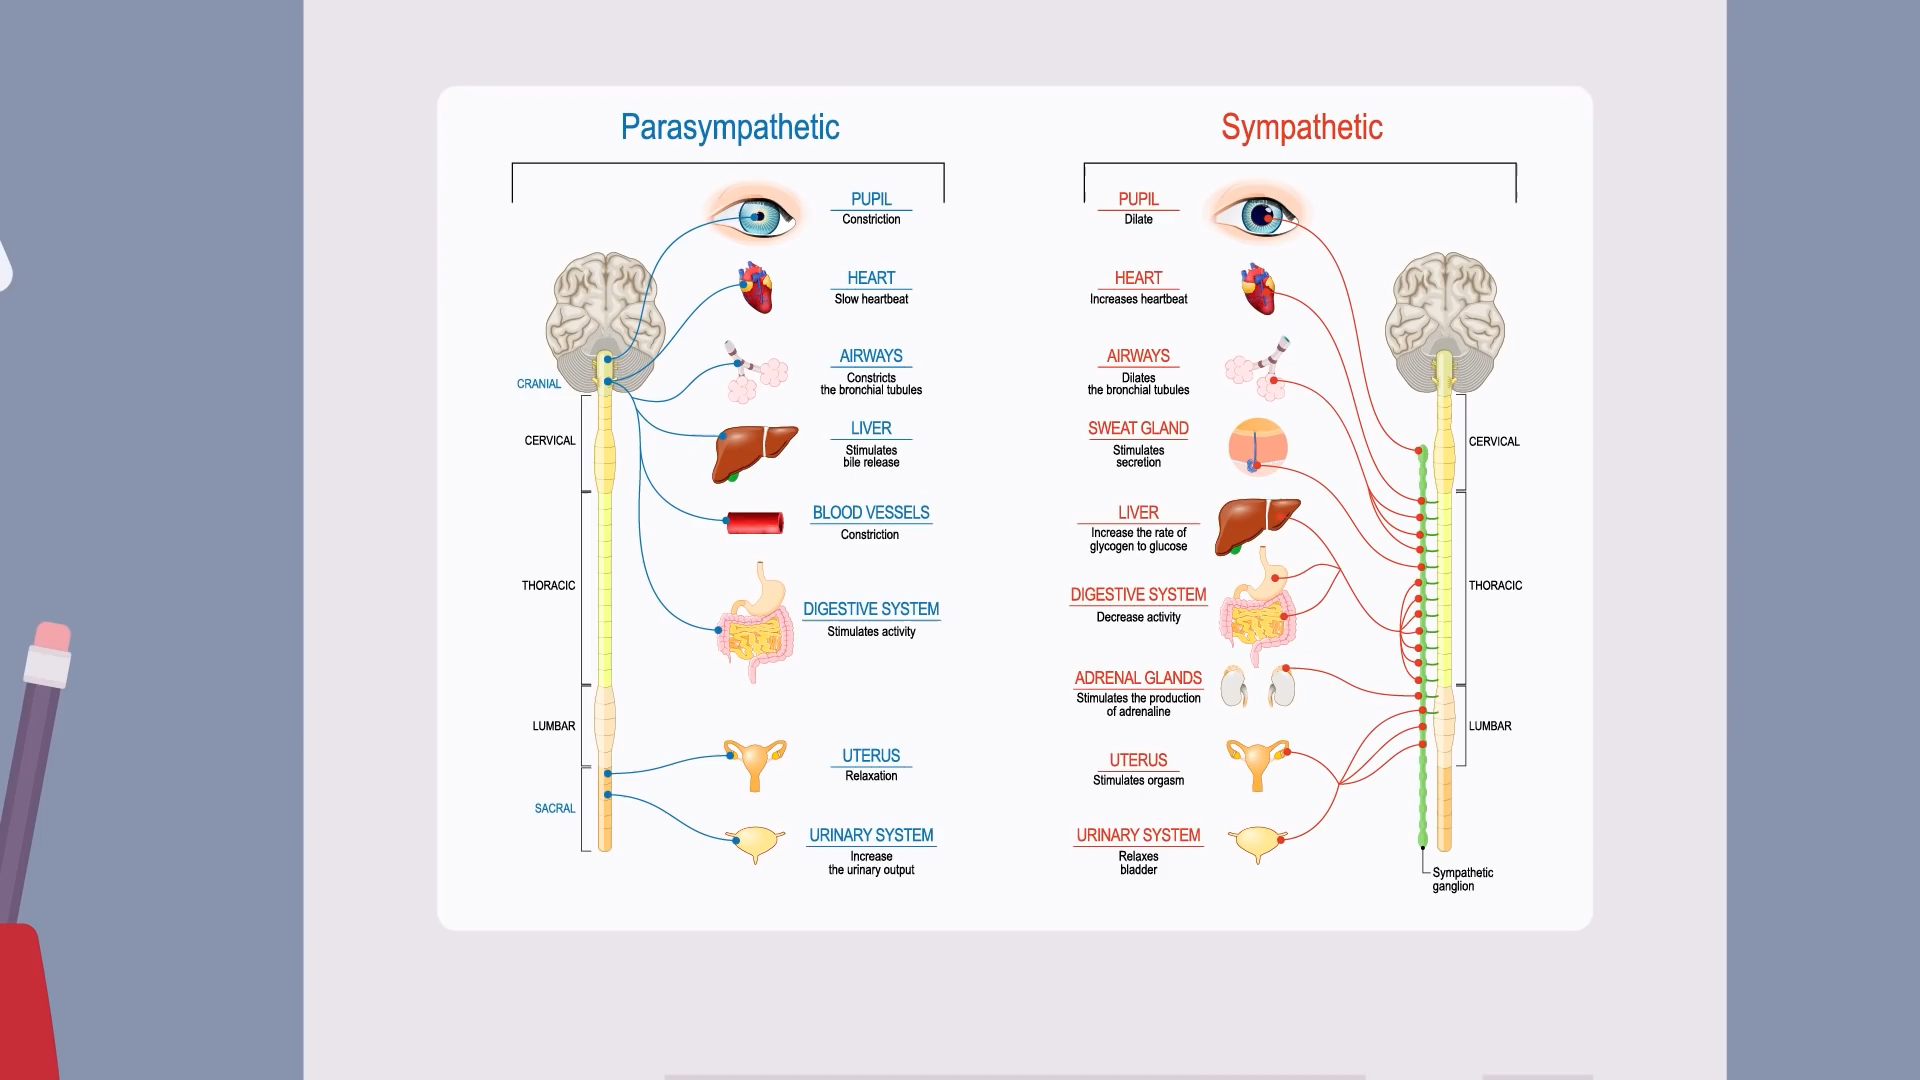 Parasympathetic
PUPIL
Constriction
HEART
Slow heartbeat
AIRWAYS
Constricts
the bronchial tubules
LIVER
Stimulates
bile release
BLOOD VESSELS
Constriction
DIGESTIVE SYSTEM
Stimulates activity
UTERUS
Relaxation
URINARY SYSTEM
Increase
the urinary output
CRANIAL
CERVICAL
THORACIC
LUMBAR
SACRAL
Sympathetic
PUPIL
Dilate
HEART
Increases heartbeat
AIRWAYS
Dilates
the bronchial tubules
SWEAT GLAND
Stimulates
secretion
LIVER
Increase the rate of
glycogen to glucose
DIGESTIVE SYSTEM
Decrease activity
ADRENAL GLANDS
Stimulates the production
of adrenaline
UTERUS
Stimulates orgasm
URINARY SYSTEM
Relaxes
bladder
CERVICAL
THORACIC
LUMBAR
Sympathetic
ganglion